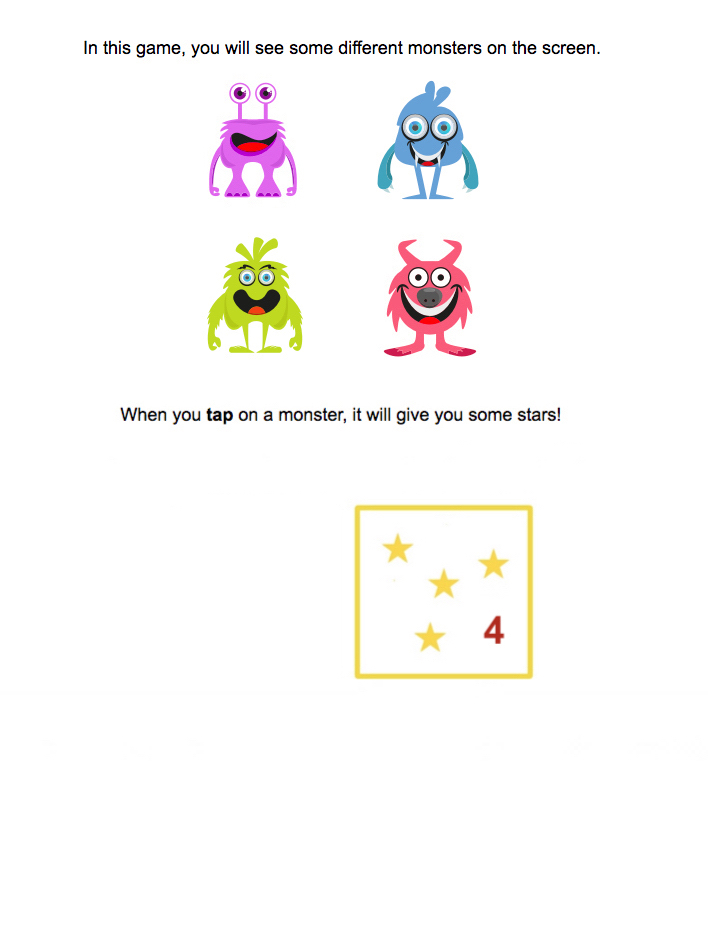 In this game, you will see some different monsters on the screen.
When you tap on a monster, it will give you some stars!
4